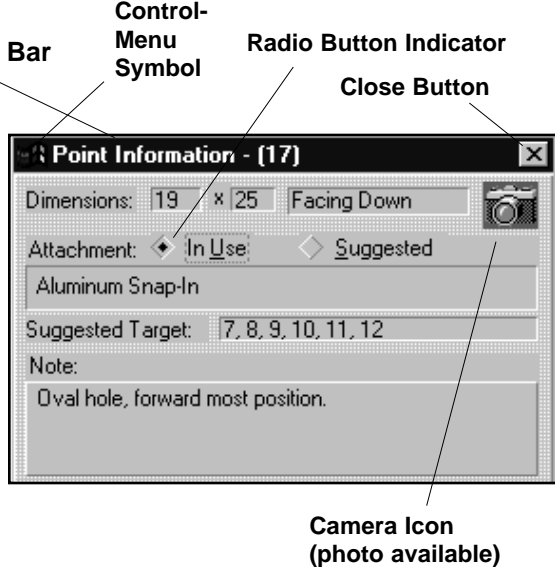 Control-
Menu
Symbol
Bar
Radio Button Indicator
Close Button
Point Information - (17)
Dimensions: 19 × 25 Facing Down
Attachment: In Use Suggested
Aluminum Snap-In
Suggested Target: 7, 8, 9, 10, 11, 12
Note:
Oval hole, forward most position.
Camera Icon
(photo available)